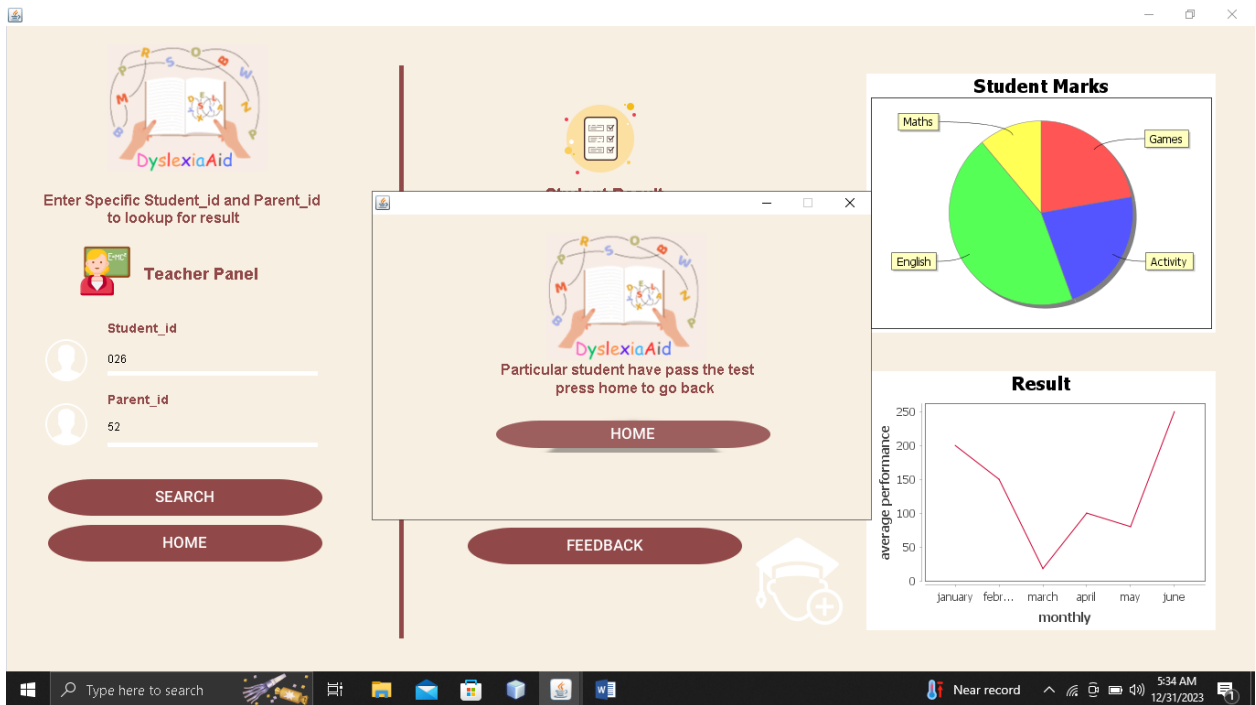 DyslexiaAid
Enter Specific Student_id and Parent_id
to lookup for result
Teacher Panel
Student_id
026
Parent_id
52
SEARCH
HOME
Student Result
DyslexiaAid
Particular student have pass the test
press home to go back
HOME
FEEDBACK
Student Marks
Maths
Games
English
Activity
Result
average performance
250
200
150
100
50
0
january febr... march april may june
monthly
Type here to search
Near record
5:34 AM
12/31/2023
1